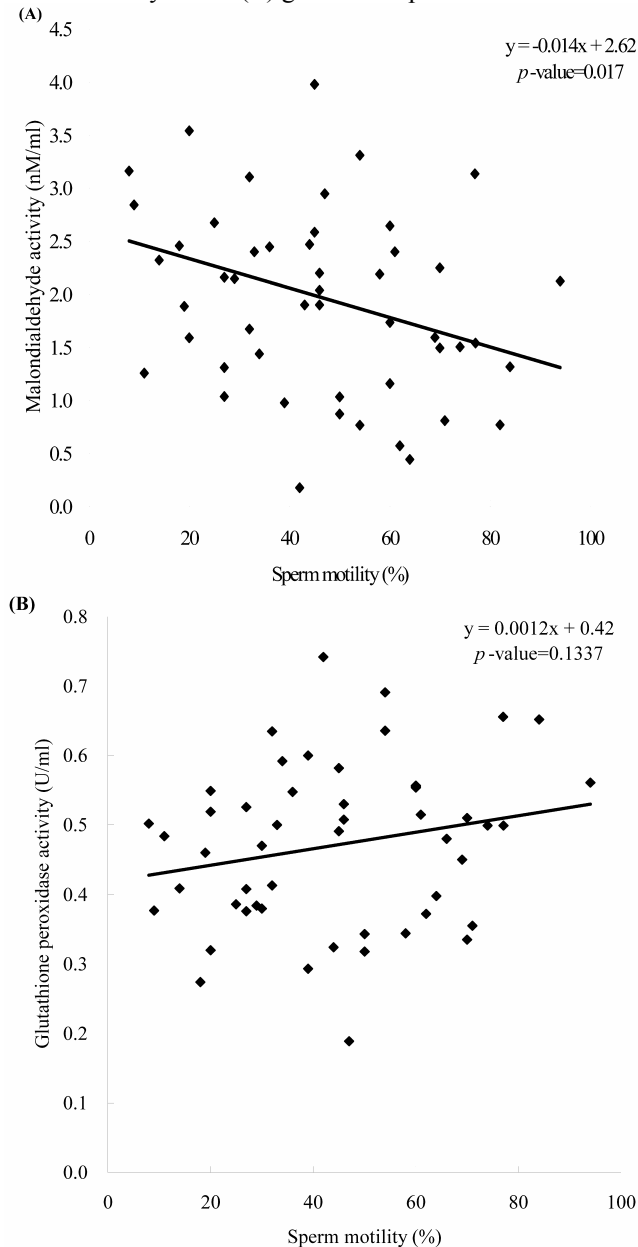 (A)
4.5
y = -0.014x + 2.62
p-value=0.017
4.0
3.5
3.0
2.5
2.0
1.5
1.0
0.5
0.0
Malondialdehyde activity (nM/ml)
0 20 40 60 80 100
Sperm motility (%)
(B)
0.8
y = 0.0012x + 0.42
p-value=0.1337
0.7
0.6
0.5
0.4
0.3
0.2
0.1
0.0
Glutathione peroxidase activity (U/ml)
0 20 40 60 80 100
Sperm motility (%)